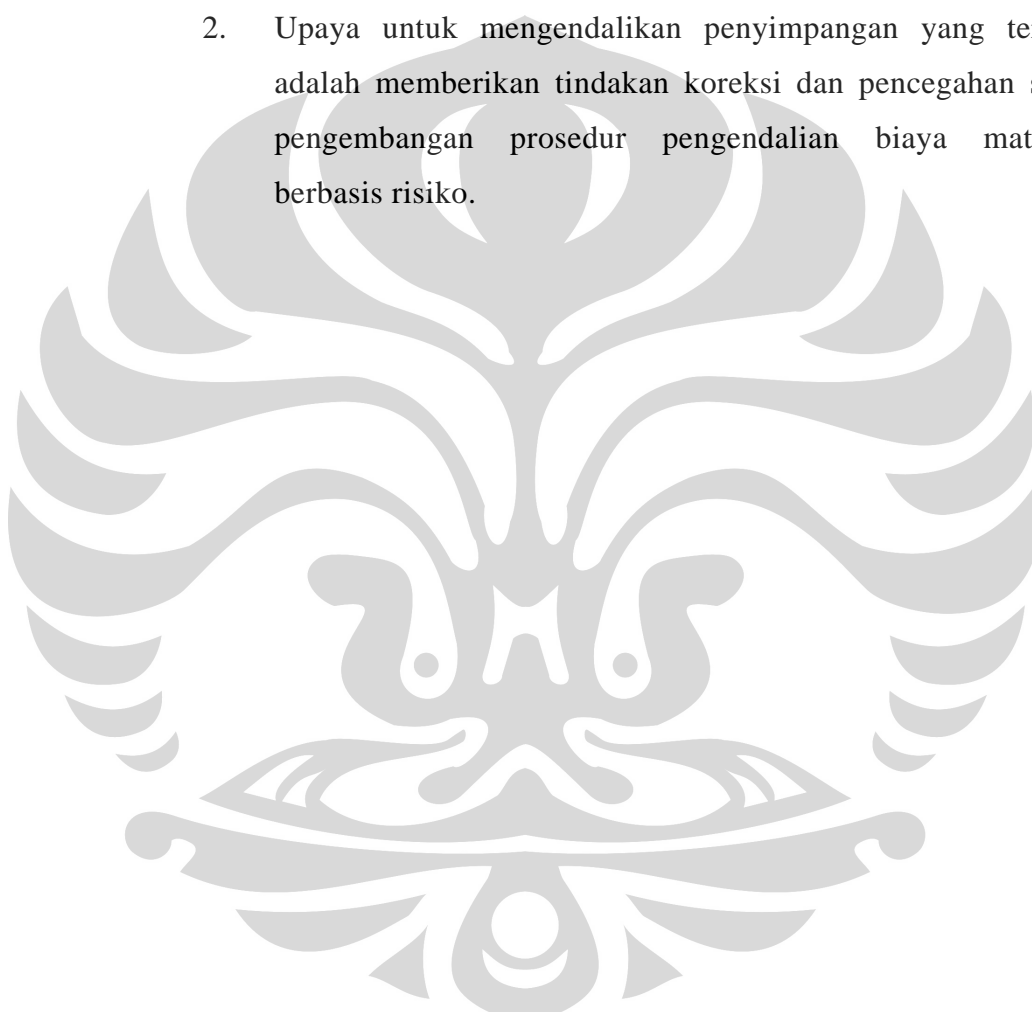 2. Upaya untuk mengendalikan penyimpangan yang
adalah memberikan tindakan koreksi dan pencegahan
pengembangan prosedur pengendalian biaya
berbasis risiko.